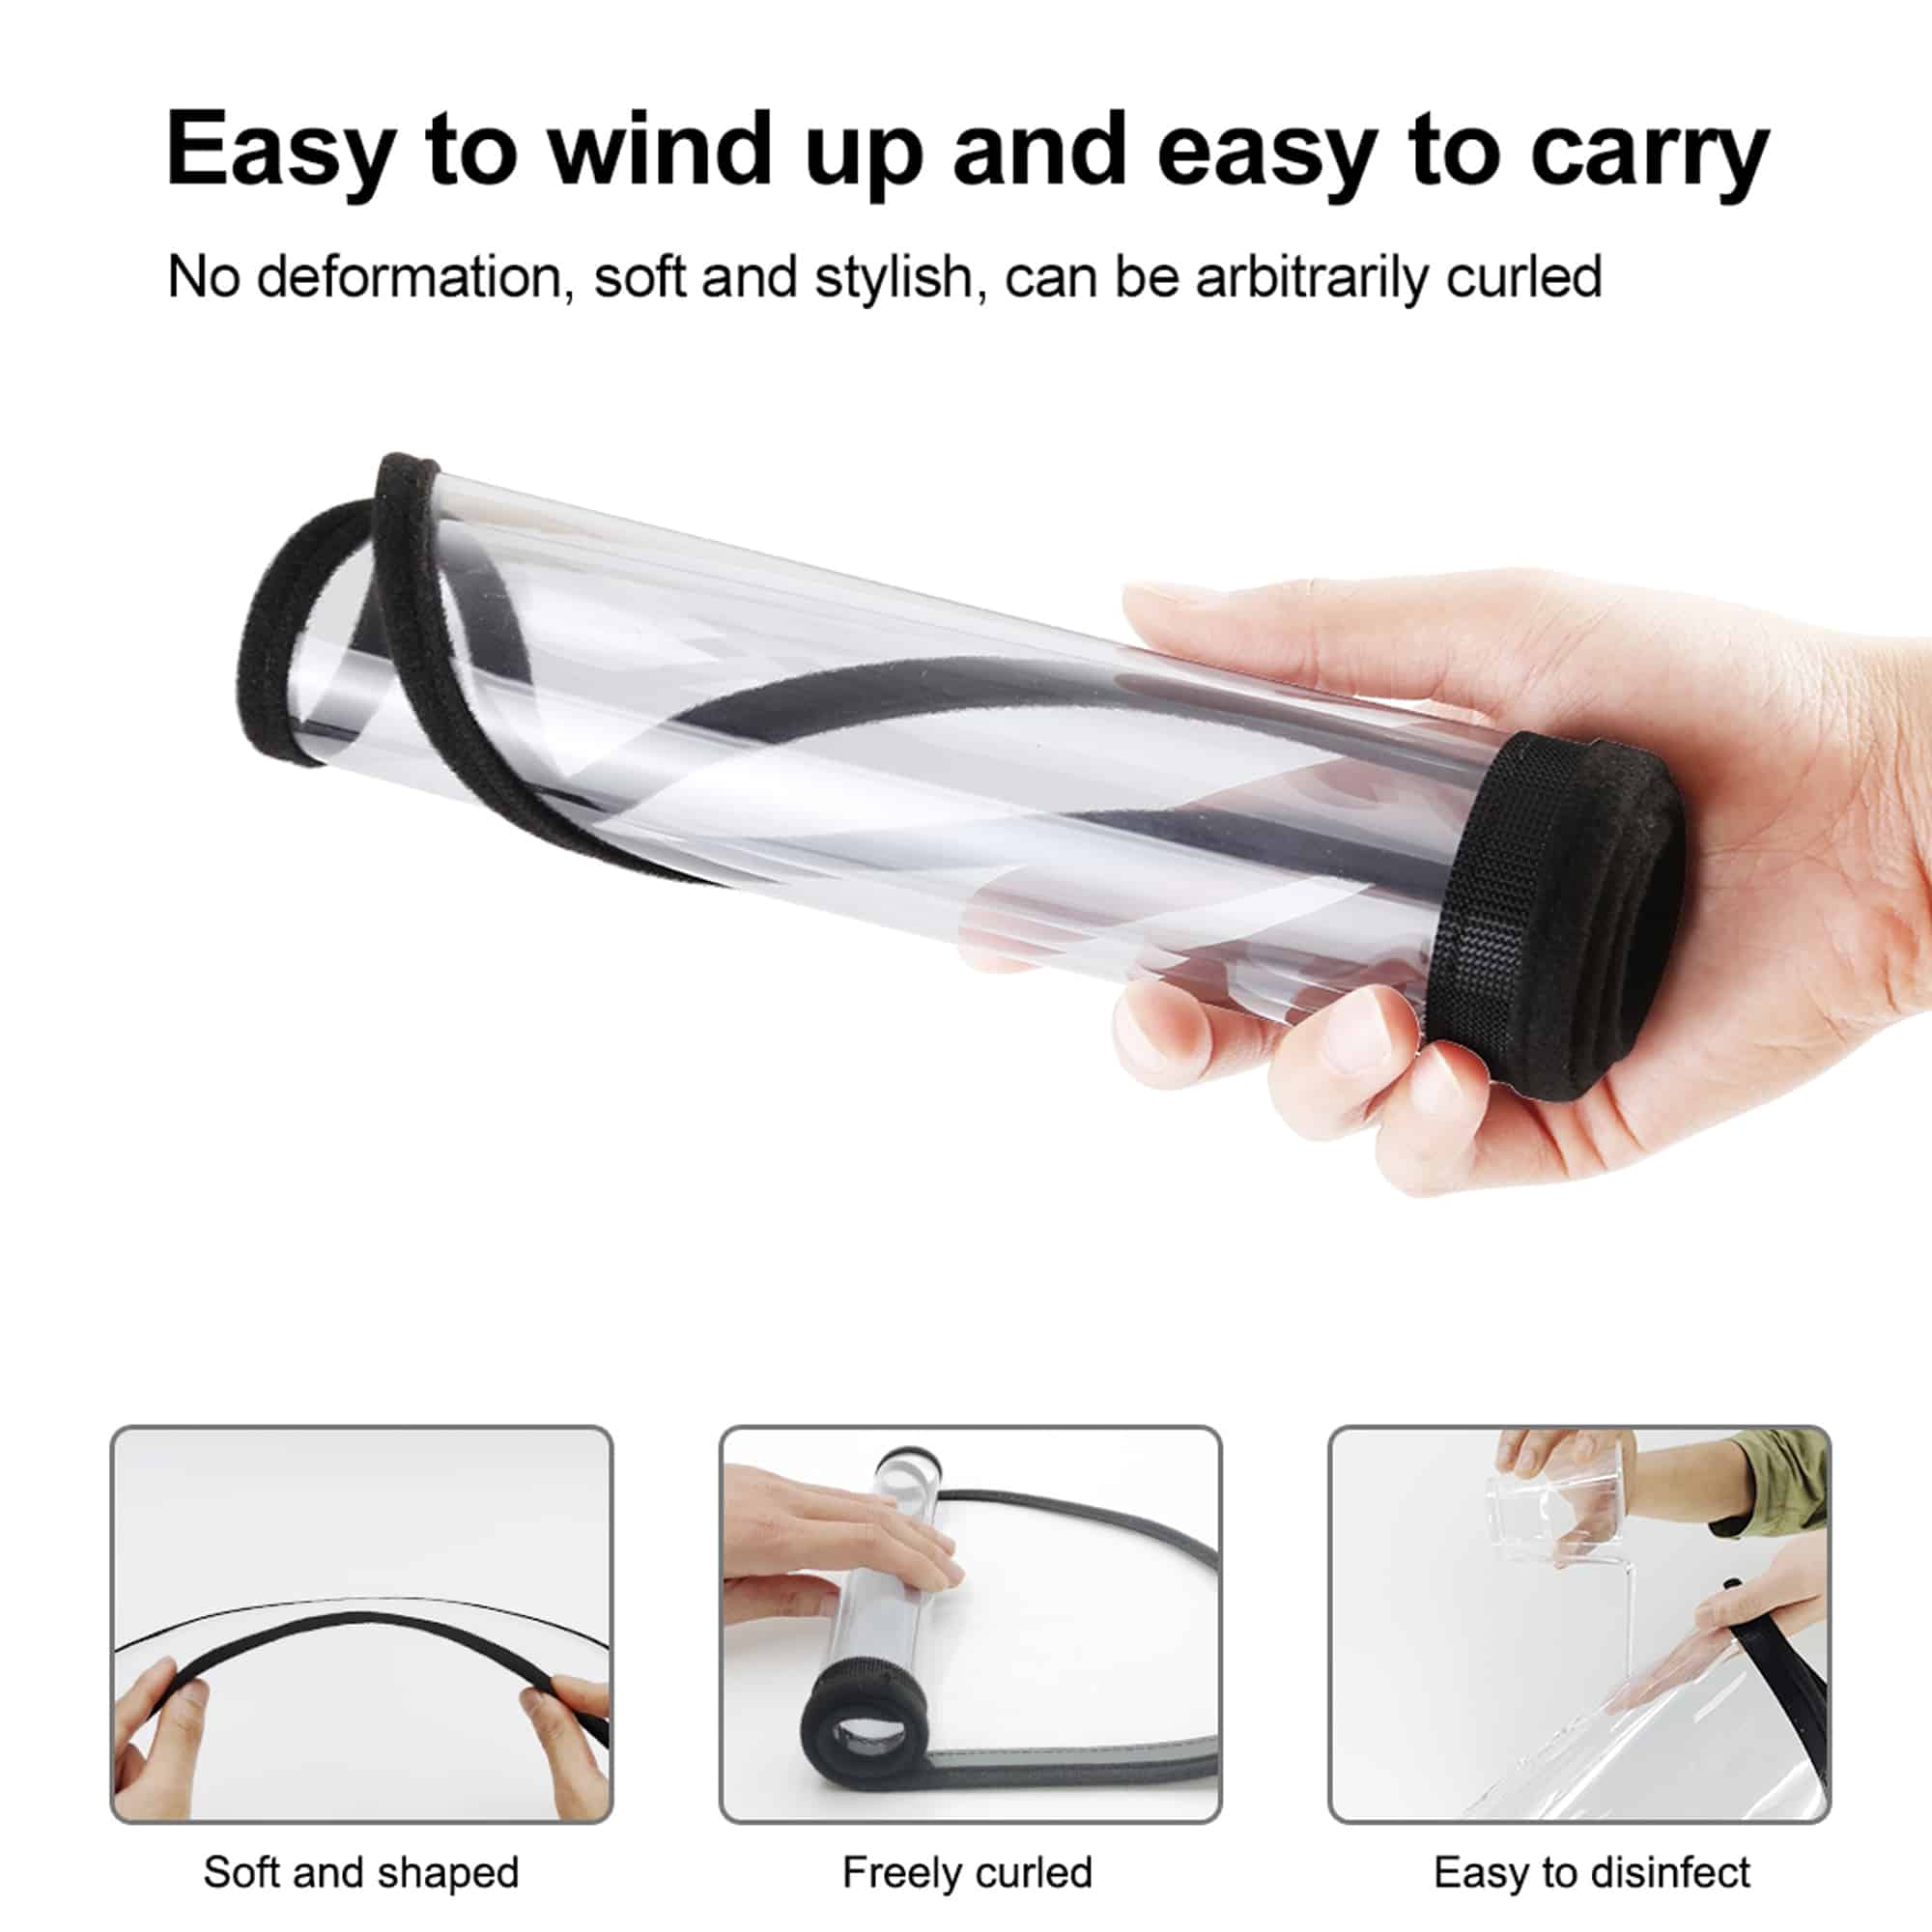 Easy to wind up and easy to carry
No deformation, soft and stylish, can be arbitrarily curled
Soft and shaped
Freely curled
Easy to disinfect